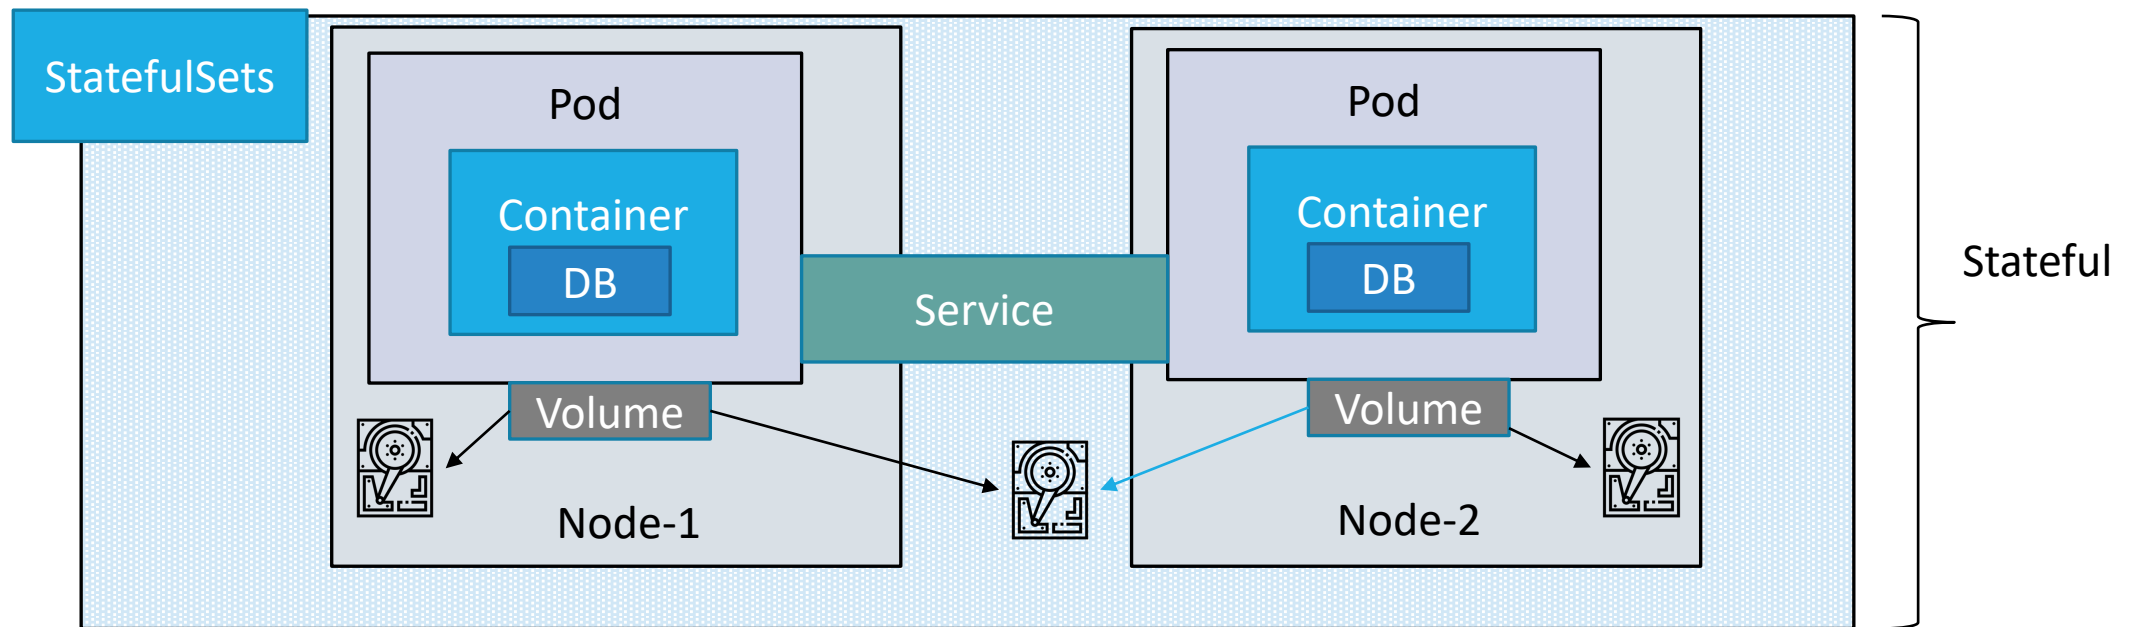 StatefulSets
Pod
Container
DB
Volume
Node-1
Service
Pod
Container
DB
Volume
Node-2
Stateful